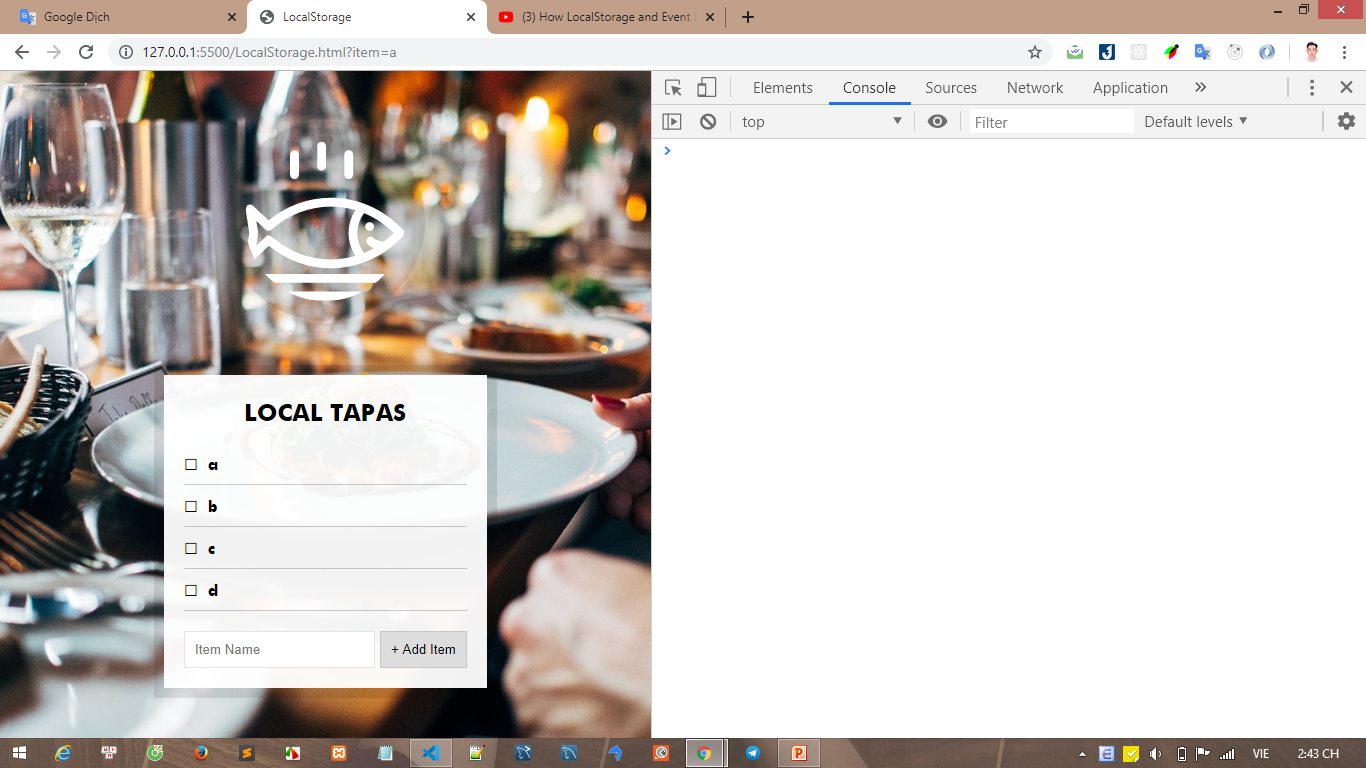 Google Dịch
LocalStorage
(3) How LocalStorage and Event
127.0.0.1:5500/LocalStorage.html?item=a
Elements
Console
Sources
Network
Application
top
Filter
Default levels
LOCAL TAPAS
a
b
c
d
Item Name
+ Add Item
VIE
2:43 CH